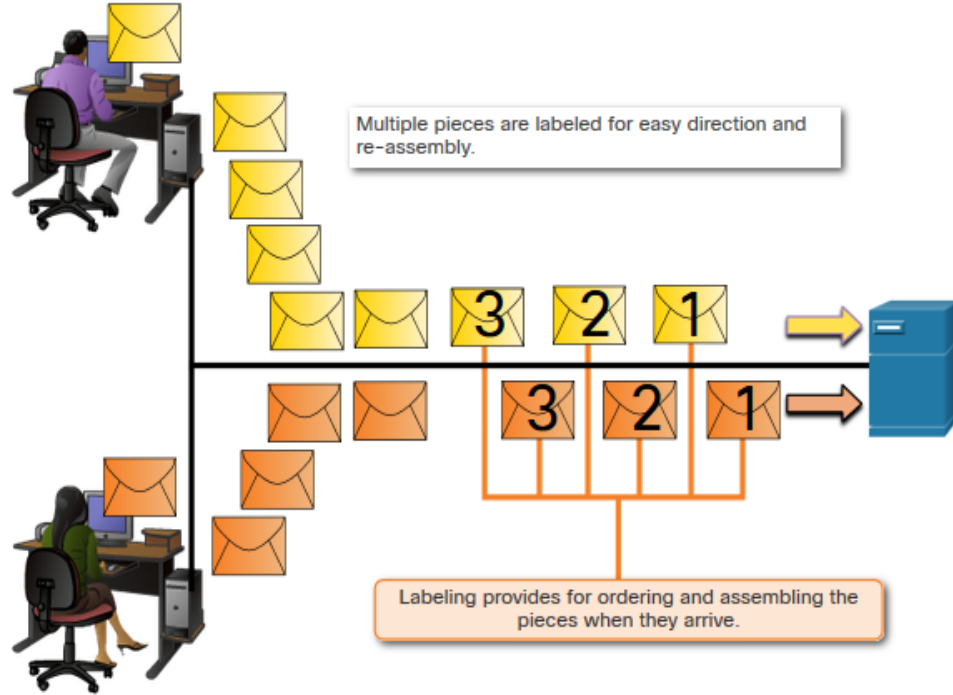 Multiple pieces are labeled for easy direction and
re-assembly.
3 2 1
3 2 1
Labeling provides for ordering and assembling the
pieces when they arrive.